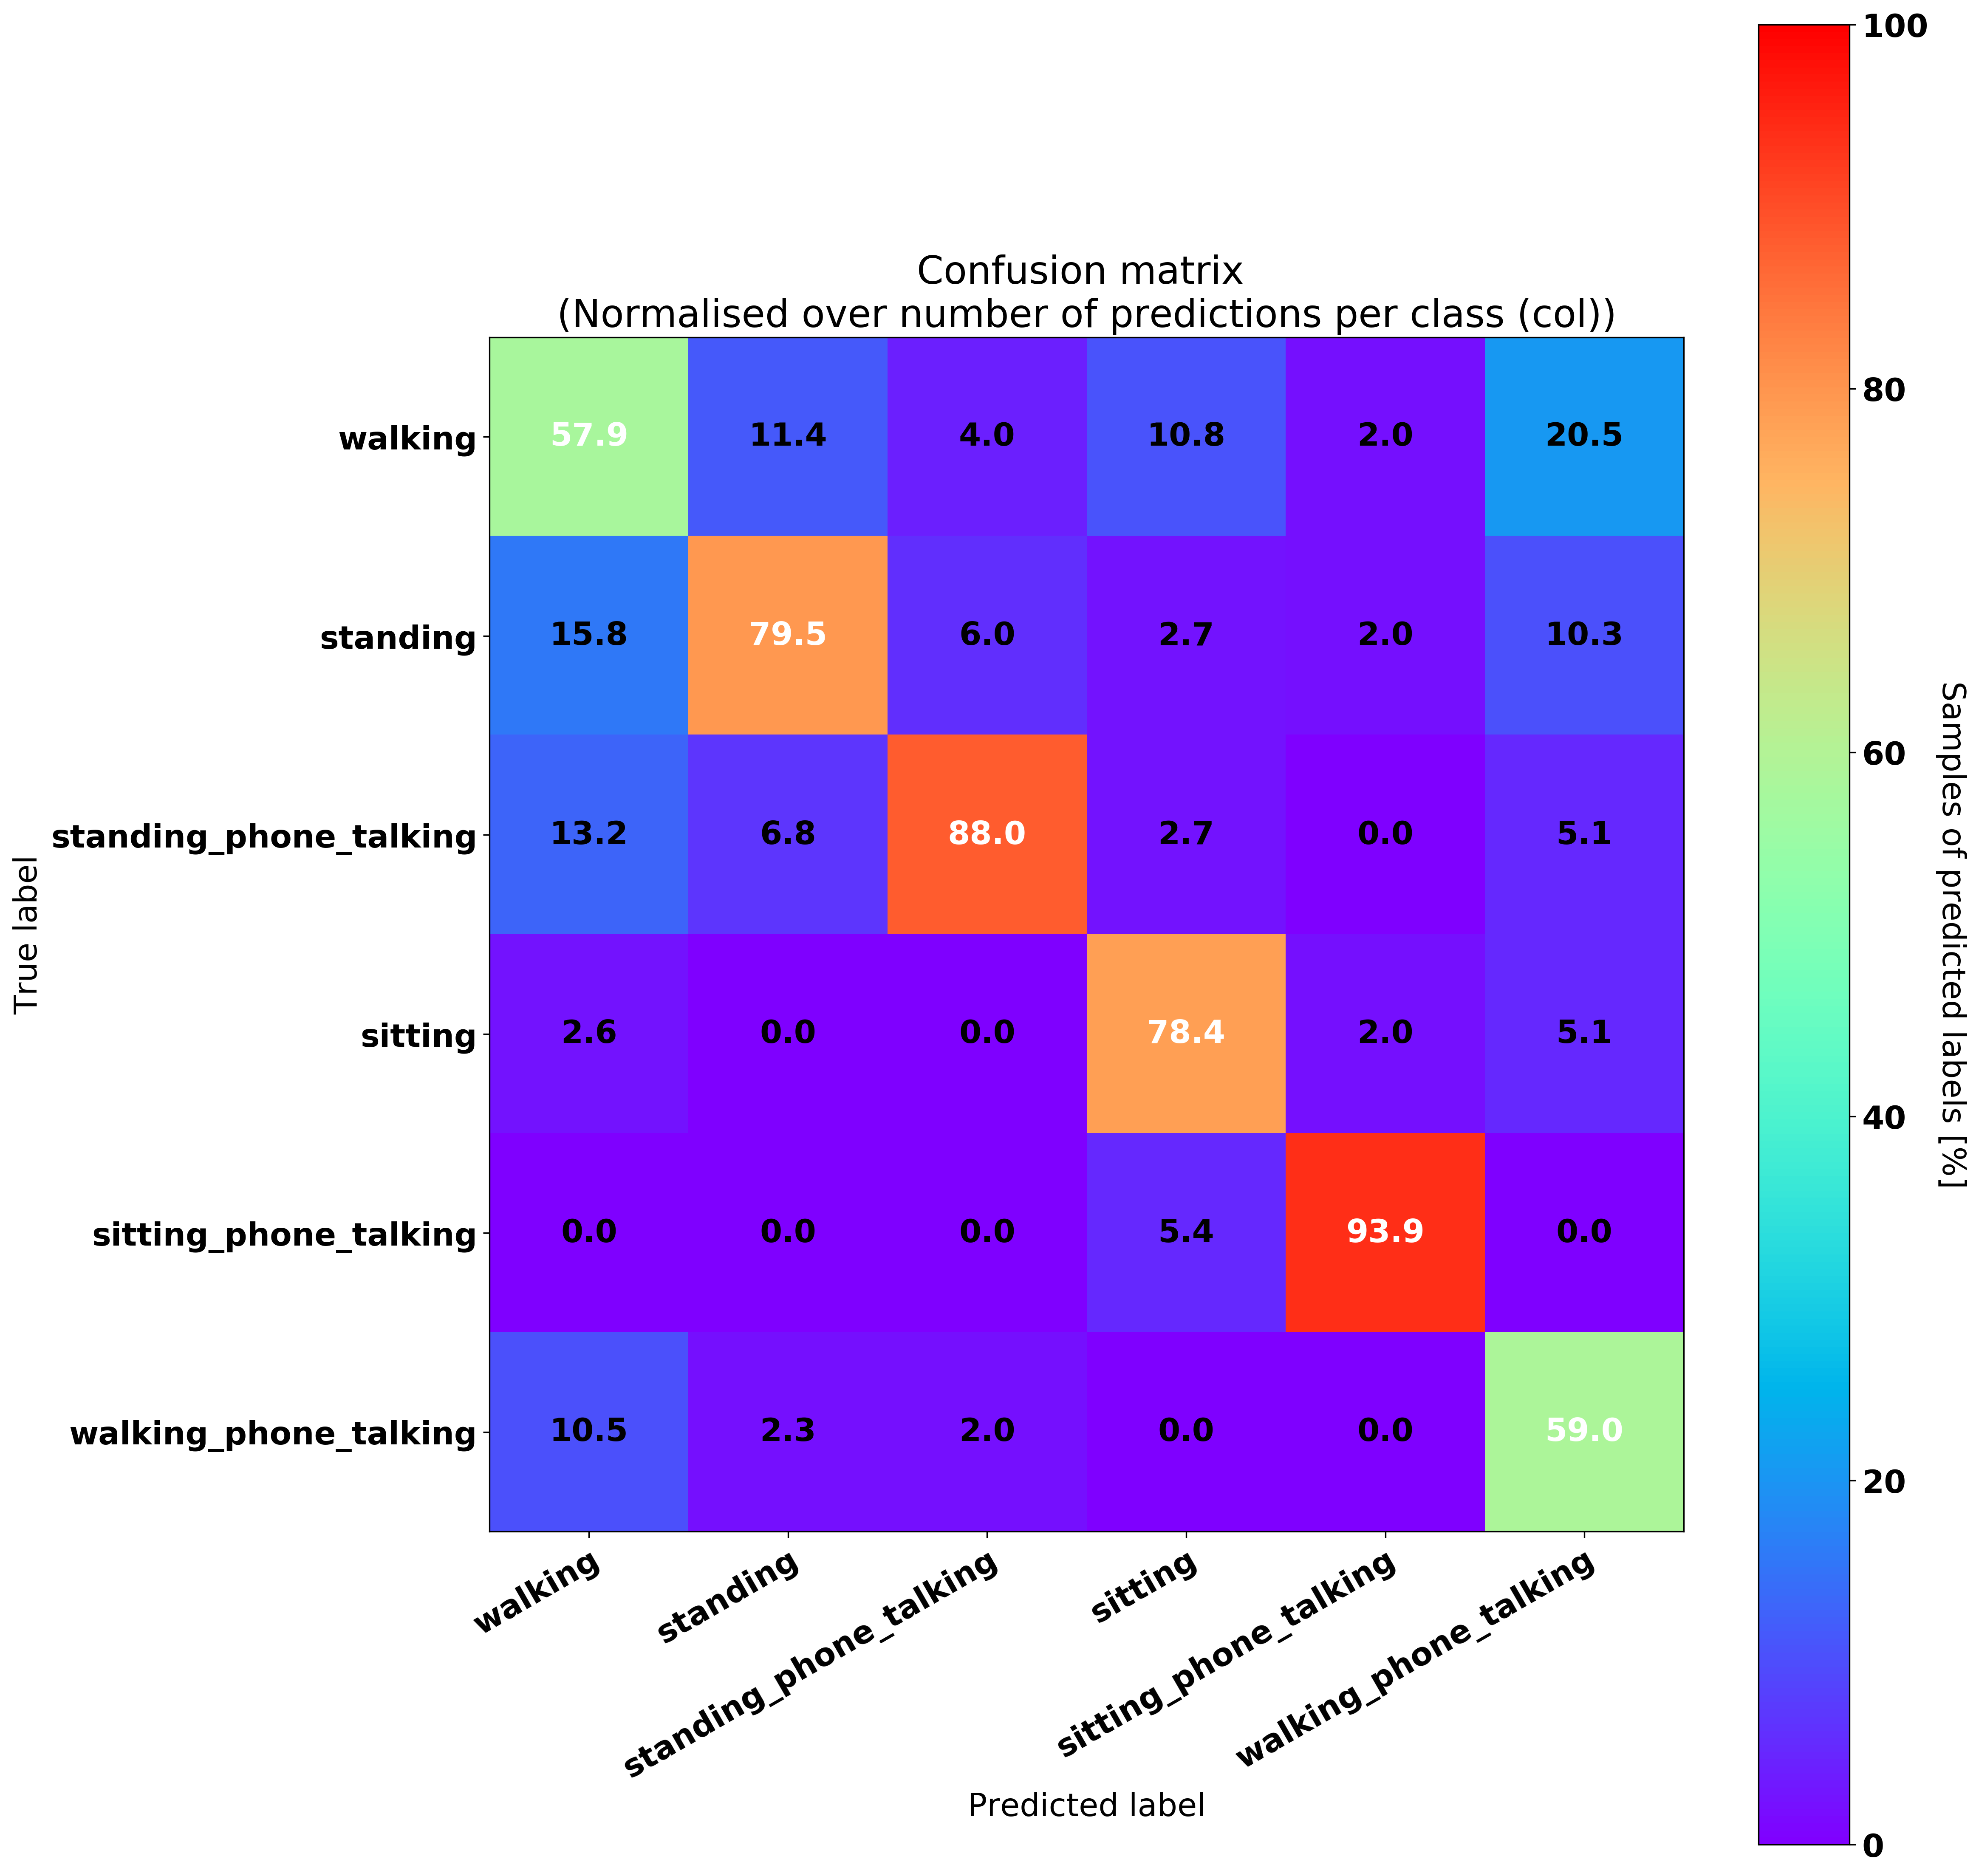 Confusion matrix
(Normalised over number of predictions per class (col))
True label
walking 57.9 11.4 4.0 10.8 2.0 20.5
standing 15.8 79.5 6.0 2.7 2.0 10.3
standing_phone_talking 13.2 6.8 88.0 2.7 0.0 5.1
sitting 2.6 0.0 0.0 78.4 2.0 5.1
sitting_phone_talking 0.0 0.0 0.0 5.4 93.9 0.0
walking_phone_talking 10.5 2.3 2.0 0.0 0.0 59.0
walking
standing
standing_phone_talking
sitting
sitting_phone_talking
walking_phone_talking
Predicted label
100
80
60
40
20
0
Samples of predicted labels [%]